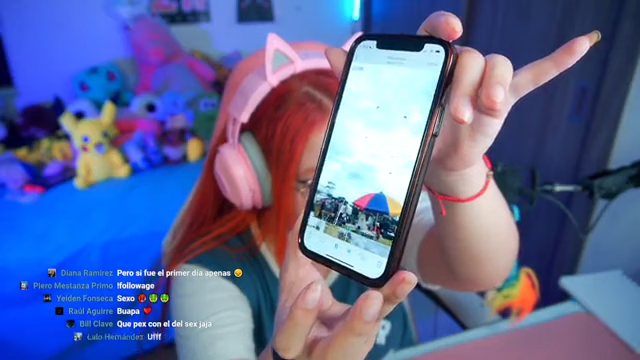 Diana Ramirez Pero si fue el primer día apenas 😔
Piero Mestanza Primo !followage
Yeiden Fonseca Sexo 🥵🤢🤢
Raúl Aguirre Buapa ❤️
Bill Clave Que pex con el del sex jaja
Lalo Hernández Ufff